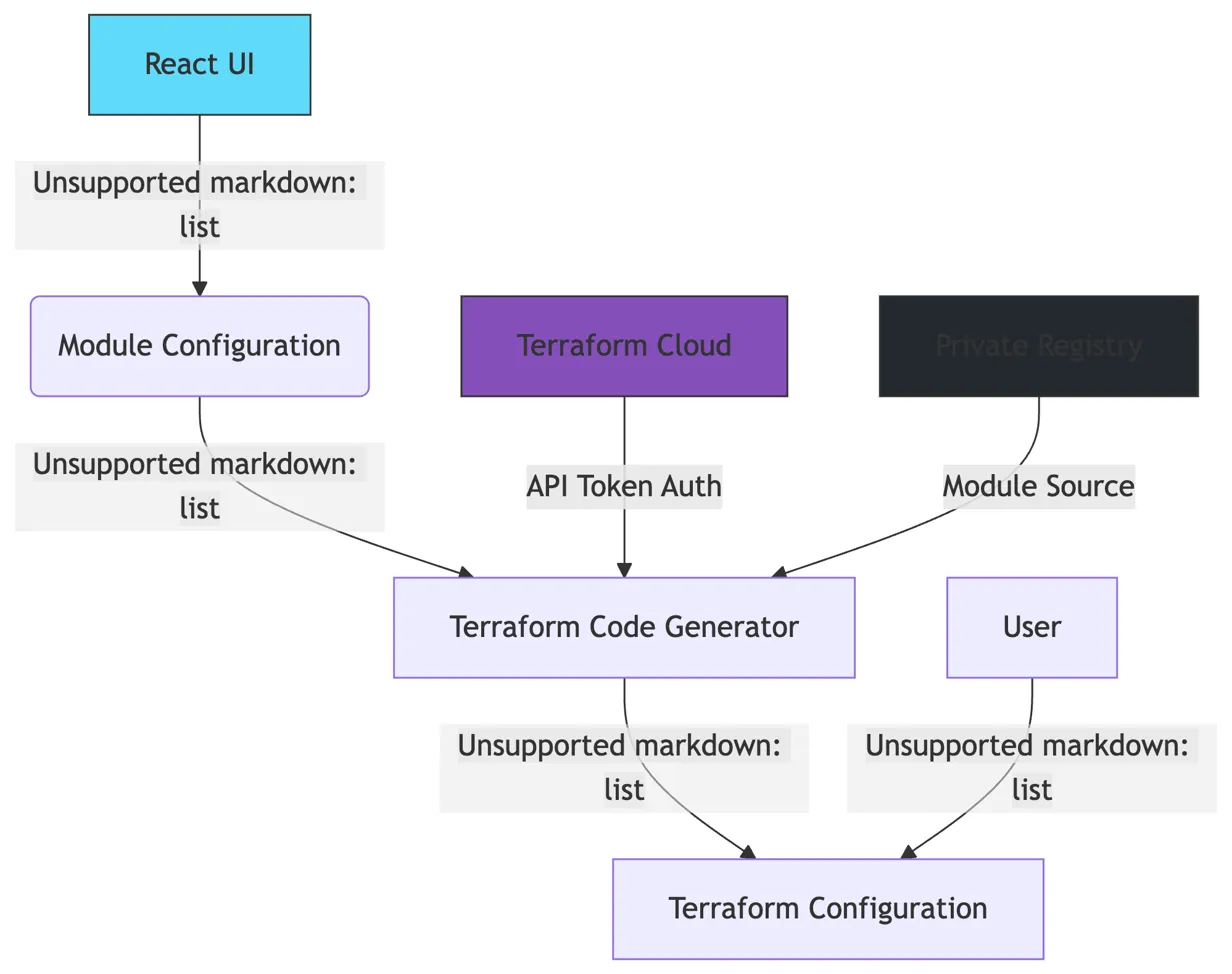 React UI
Unsupported markdown:
list
Module Configuration
Terraform Cloud
Private Registry
Unsupported markdown:
list
API Token Auth
Module Source
Terraform Code Generator
User
Unsupported markdown:
list
Unsupported markdown:
list
Terraform Configuration